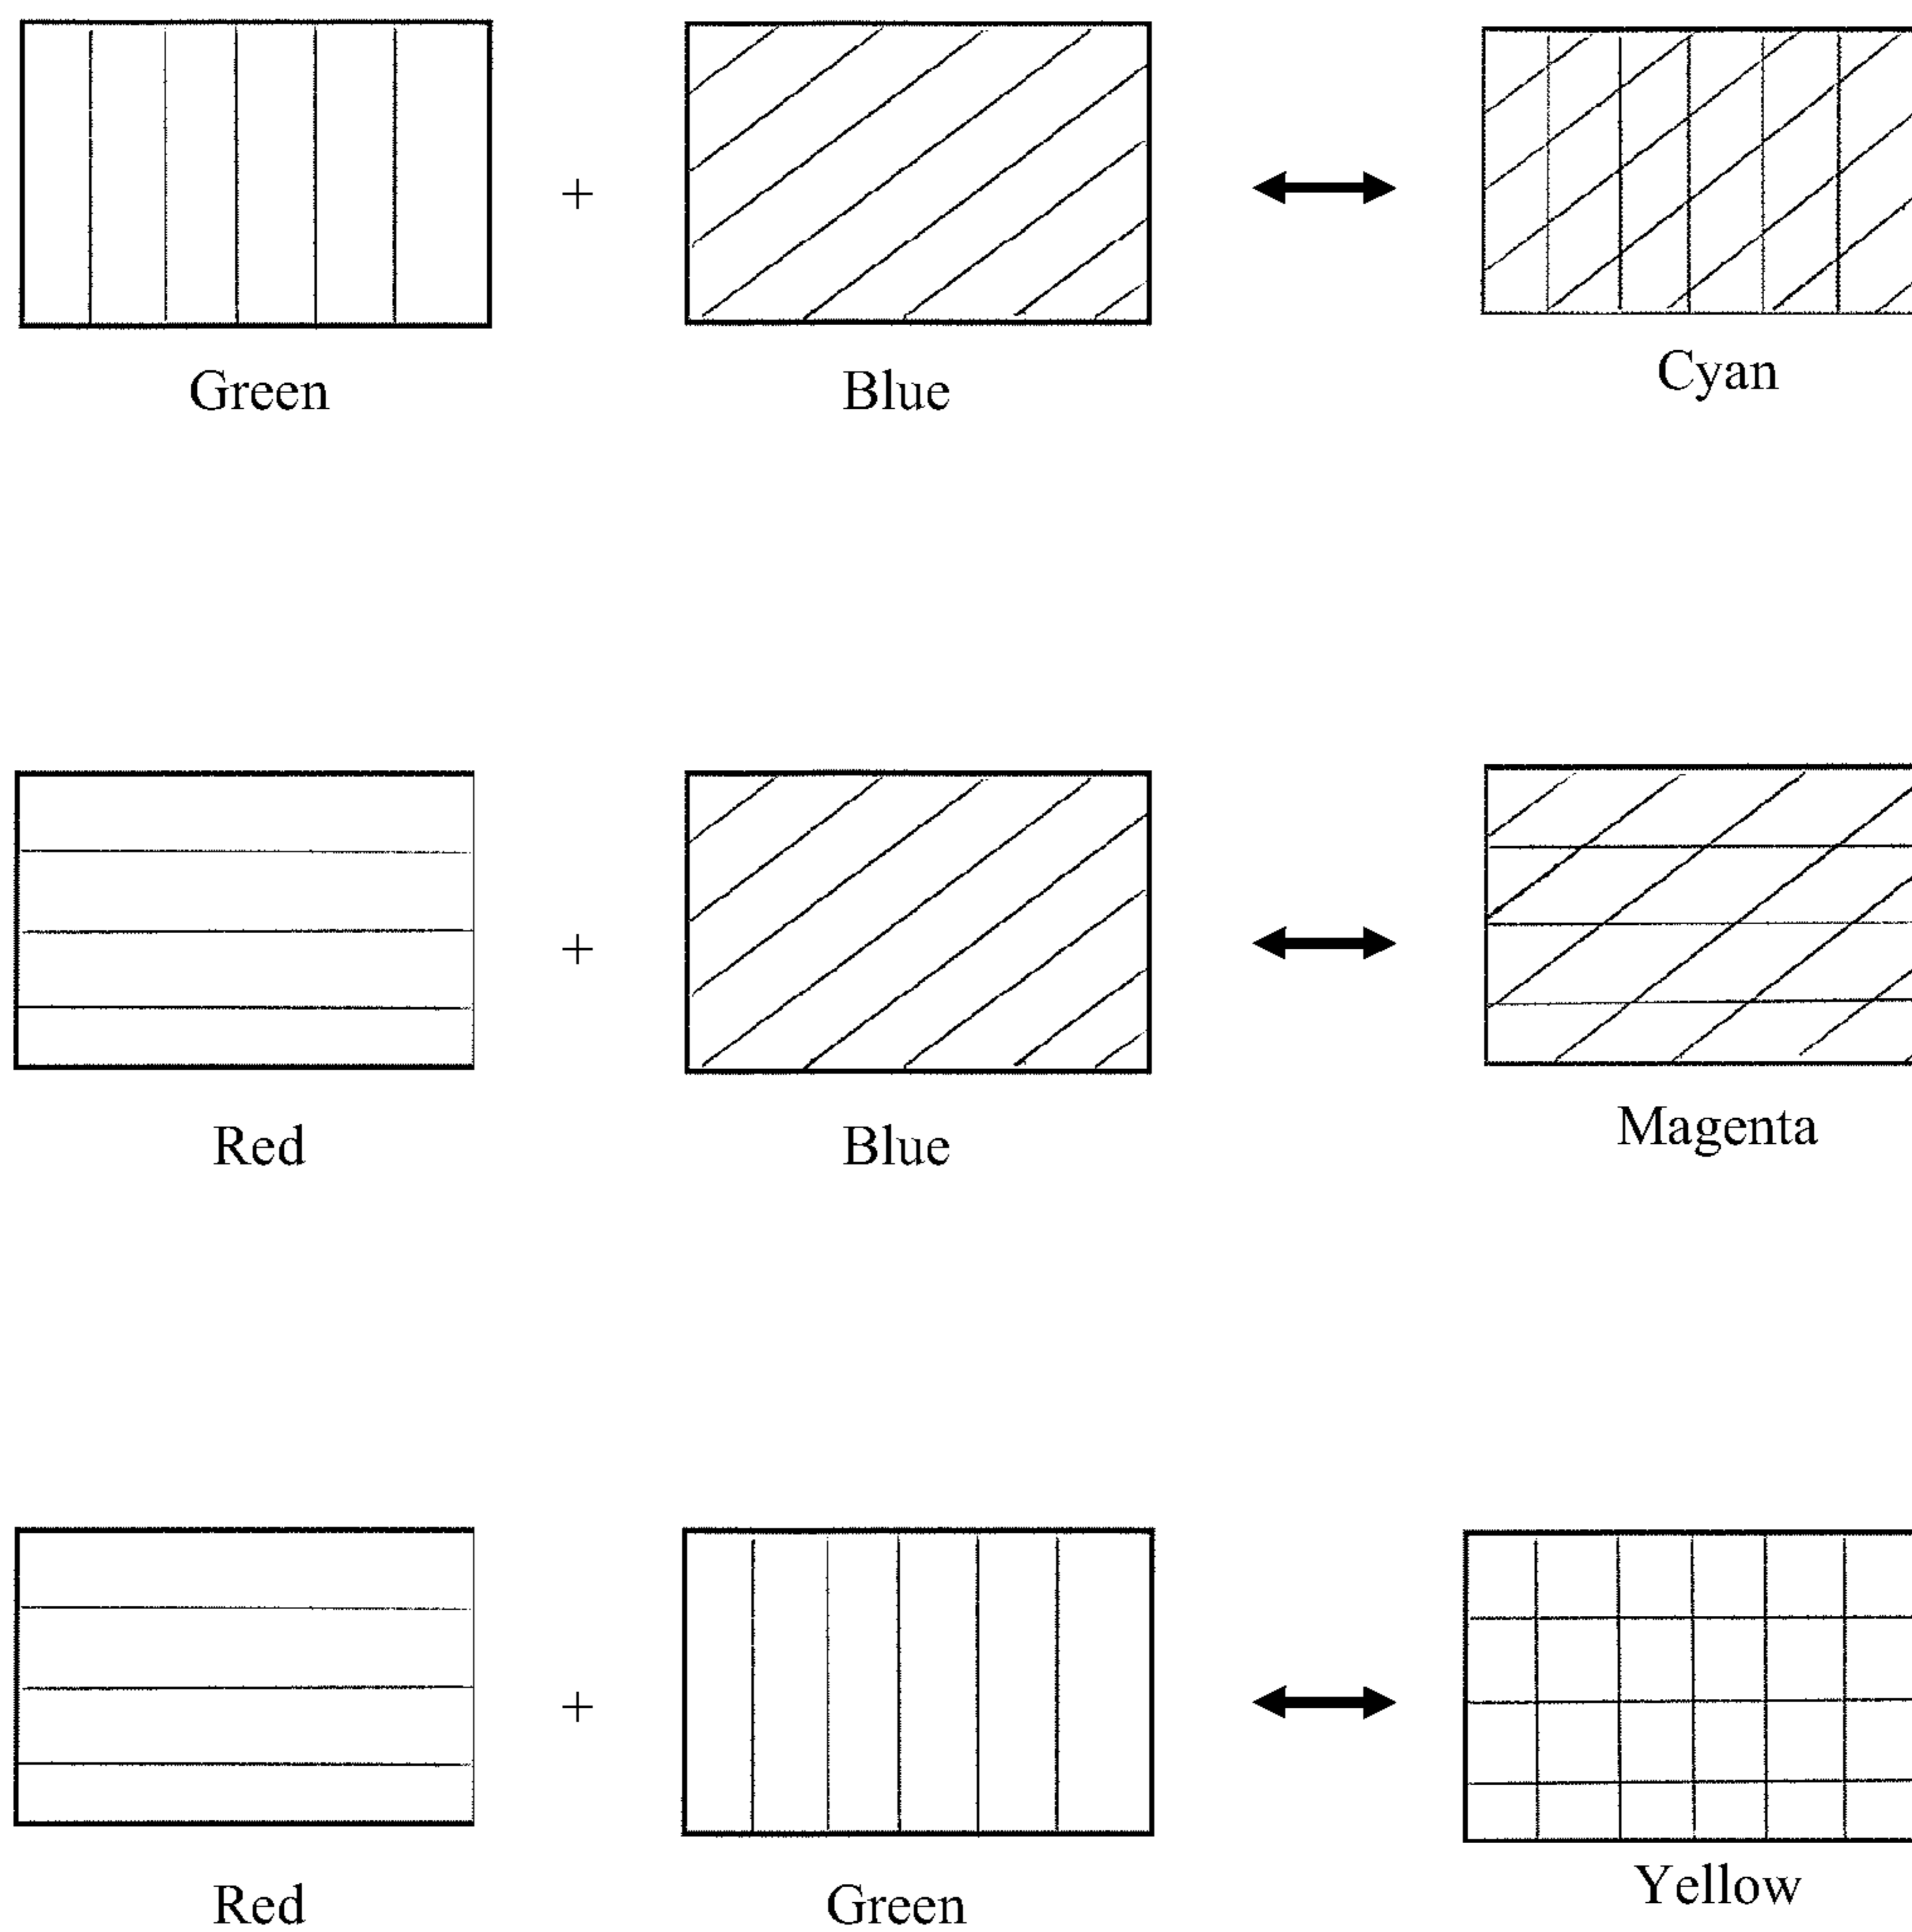 +
Green Blue Cyan
+
Red Blue Magenta
+
Red Green Yellow